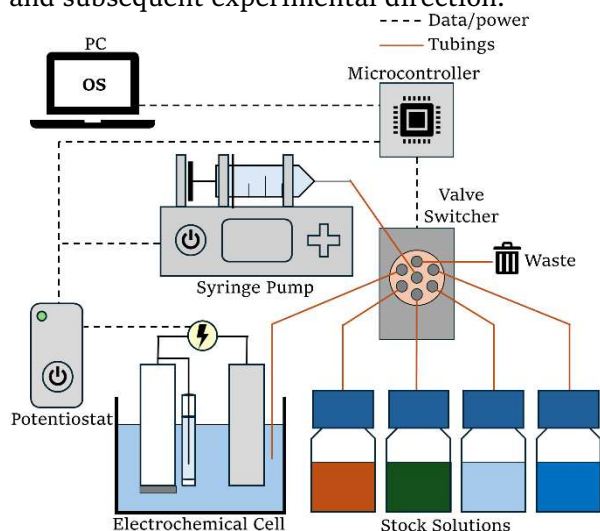 and subsequent experimental direction.
Data/power
Tubings
PC
OS
Microcontroller
Valve
Switcher
Waste
Syringe Pump
Potentiostat
Electrochemical Cell
Stock Solutions